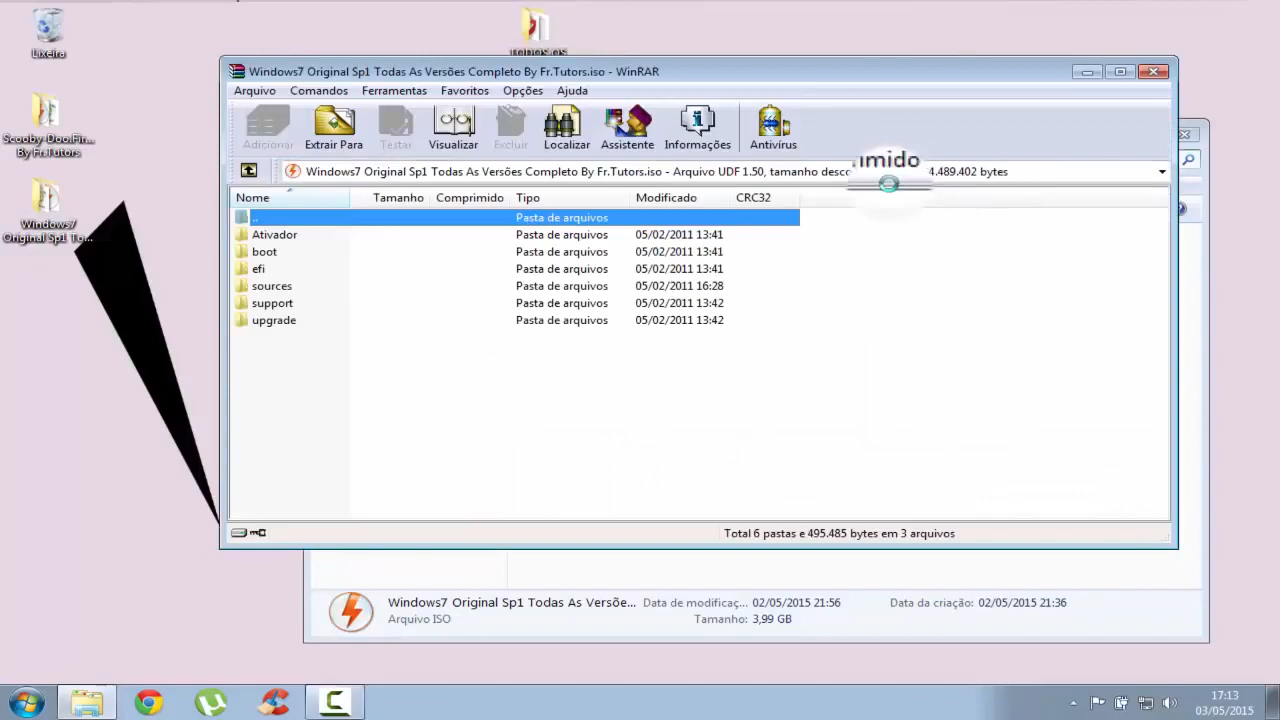 Lixeira
TODOS OS
Scooby-Doo.Fir...
By Fr.Tutors
Windows7
Original Sp1 To...
Windows7 Original Sp1 Todas As Versões Completo By Fr.Tutors.iso - WinRAR
Arquivo Comandos Ferramentas Favoritos Opções Ajuda
Adicionar Extrair Para Testar Visualizar Excluir Localizar Assistente Informações Antivírus
imido
Windows7 Original Sp1 Todas As Versões Completo By Fr.Tutors.iso - Arquivo UDF 1.50, tamanho desco 4.489.402 bytes
Nome Tamanho Comprimido Tipo Modificado CRC32
.. Pasta de arquivos
Ativador Pasta de arquivos 05/02/2011 13:41
boot Pasta de arquivos 05/02/2011 13:41
efi Pasta de arquivos 05/02/2011 13:41
sources Pasta de arquivos 05/02/2011 16:28
support Pasta de arquivos 05/02/2011 13:42
upgrade Pasta de arquivos 05/02/2011 13:42
Total 6 pastas e 495.485 bytes em 3 arquivos
Windows7 Original Sp1 Todas As Versõe... Data de modificaç... 02/05/2015 21:56 Data da criação: 02/05/2015 21:36
Arquivo ISO Tamanho: 3,99 GB
17:13
03/05/2015